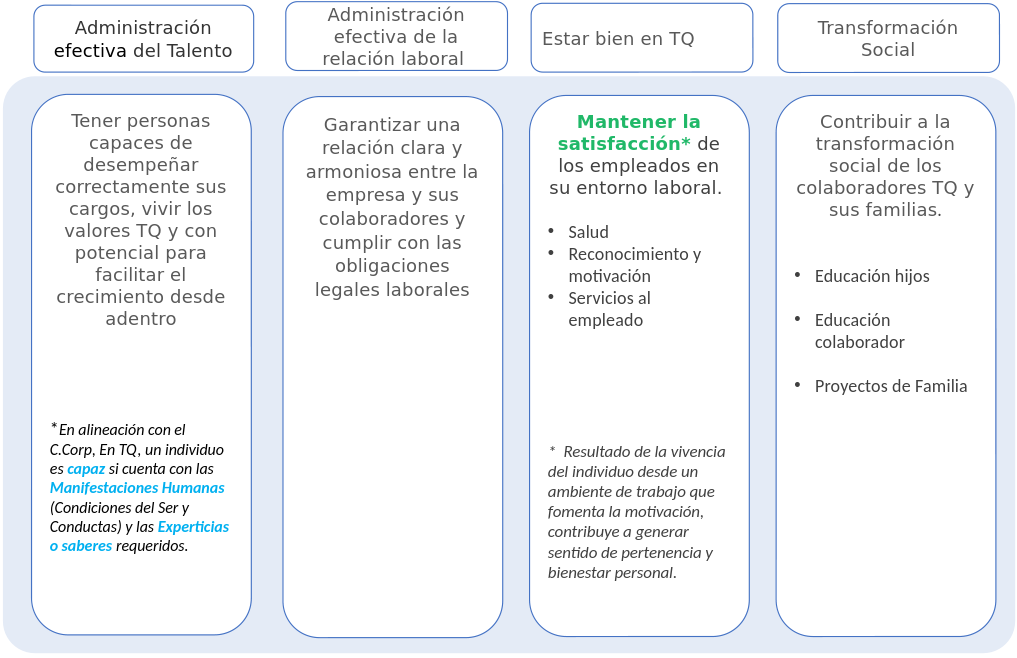 Administración
efectiva del Talento
Administración
efectiva de la
relación laboral
Estar bien en TQ
Transformación
Social
Tener personas
capaces de
desempeñar
correctamente sus
cargos, vivir los
valores TQ y con
potencial para
facilitar el
crecimiento desde
adentro
*En alineación con el
C.Corp, En TQ, un individuo
es capaz si cuenta con las
Manifestaciones Humanas
(Condiciones del Ser y
Conductas) y las Experticias
o saberes requeridos.
Garantizar una
relación clara y
armoniosa entre la
empresa y sus
colaboradores y
cumplir con las
obligaciones
legales laborales
Mantener la
satisfacción* de
los empleados en
su entorno laboral.
• Salud
• Reconocimiento y
motivación
• Servicios al
empleado
* Resultado de la vivencia
del individuo desde un
ambiente de trabajo que
fomenta la motivación,
contribuye a generar
sentido de pertenencia y
bienestar personal.
Contribuir a la
transformación
social de los
colaboradores TQ y
sus familias.
• Educación hijos
• Educación
colaborador
• Proyectos de Familia